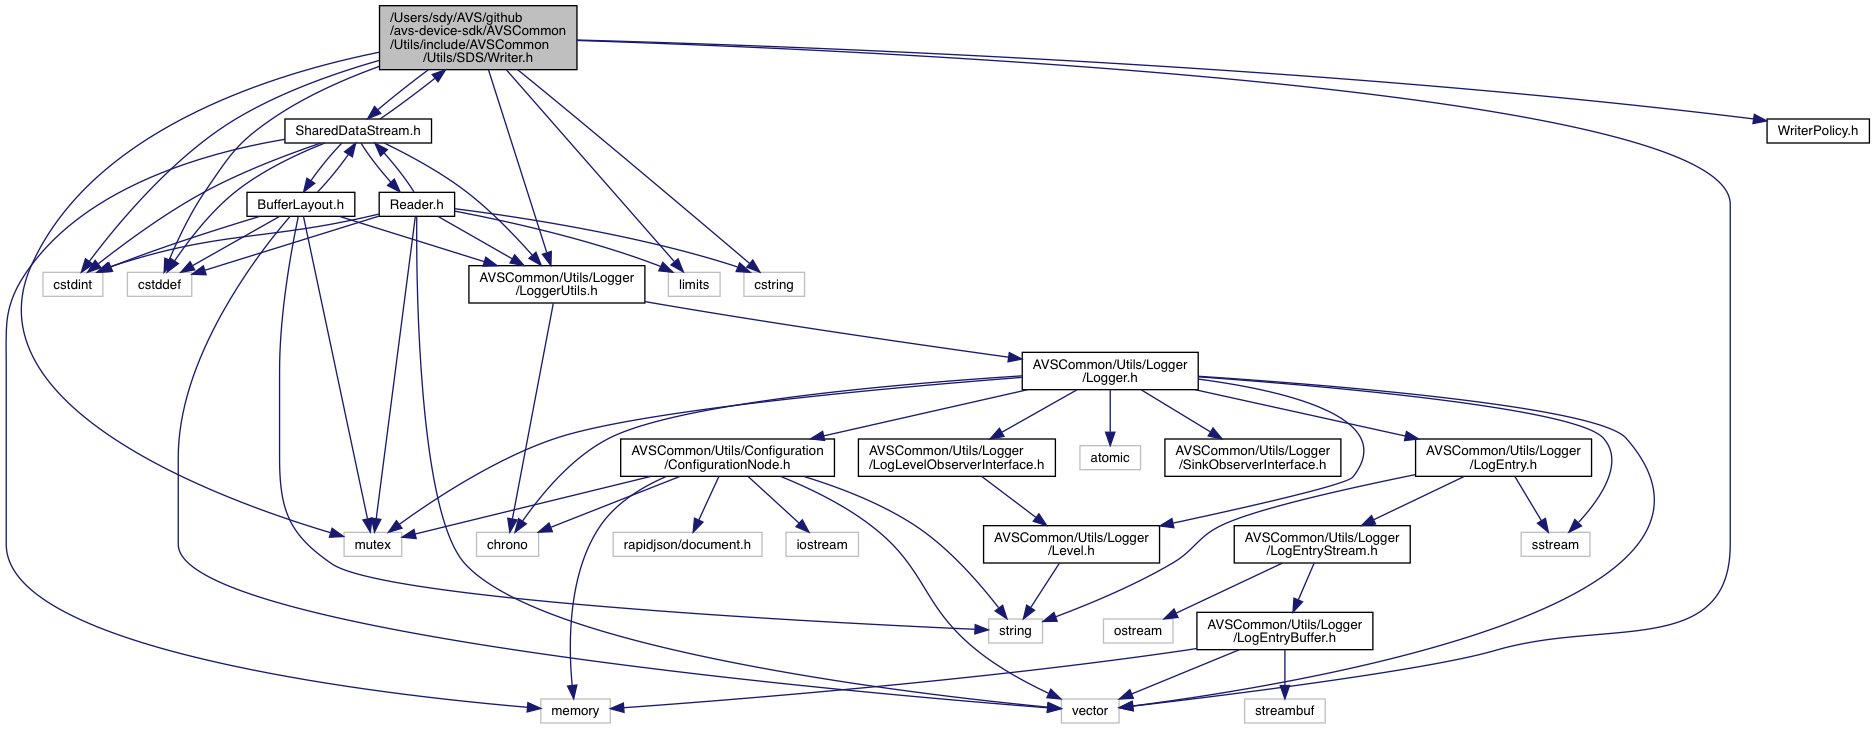 /Users/sdy/AVS/github
/avs-device-sdk/AVSCommon
/Utils/include/AVSCommon
/Utils/SDS/Writer.h
SharedDataStream.h
WriterPolicy.h
BufferLayout.h
Reader.h
cstdint
cstddef
AVSCommon/Utils/Logger
/LoggerUtils.h
limits
cstring
AVSCommon/Utils/Logger
/Logger.h
AVSCommon/Utils/Configuration
/ConfigurationNode.h
AVSCommon/Utils/Logger
/LogLevelObserverInterface.h
atomic
AVSCommon/Utils/Logger
/SinkObserverInterface.h
AVSCommon/Utils/Logger
/LogEntry.h
mutex
chrono
rapidjson/document.h
iostream
AVSCommon/Utils/Logger
/Level.h
AVSCommon/Utils/Logger
/LogEntryStream.h
sstream
string
ostream
AVSCommon/Utils/Logger
/LogEntryBuffer.h
memory
vector
streambuf